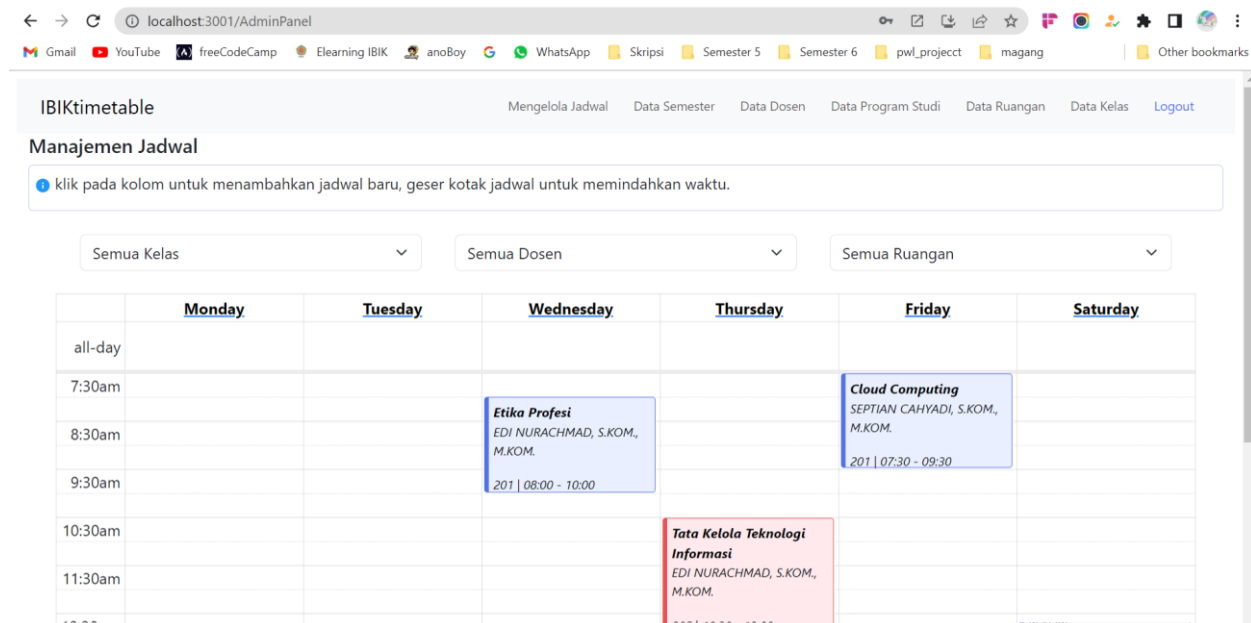 localhost:3001/AdminPanel
Gmail YouTube freeCodeCamp Elearning IBIK anoBoy WhatsApp Skripsi Semester 5 Semester 6 pwl_projecct magang Other bookmarks
IBIKtimetable Mengelola Jadwal Data Semester Data Dosen Data Program Studi Data Ruangan Data Kelas Logout
Manajemen Jadwal
klik pada kolom untuk menambahkan jadwal baru, geser kotak jadwal untuk memindahkan waktu.
Semua Kelas Semua Dosen Semua Ruangan
Monday Tuesday Wednesday Thursday Friday Saturday
all-day
7:30am
Cloud Computing
SEPTIAN CAHYADI, S.KOM.,
M.KOM.
201 | 07:30 - 09:30
Etika Profesi
EDI NURACHMAD, S.KOM.,
M.KOM.
201 | 08:00 - 10:00
8:30am
9:30am
10:30am
Tata Kelola Teknologi
Informasi
EDI NURACHMAD, S.KOM.,
M.KOM.
11:30am